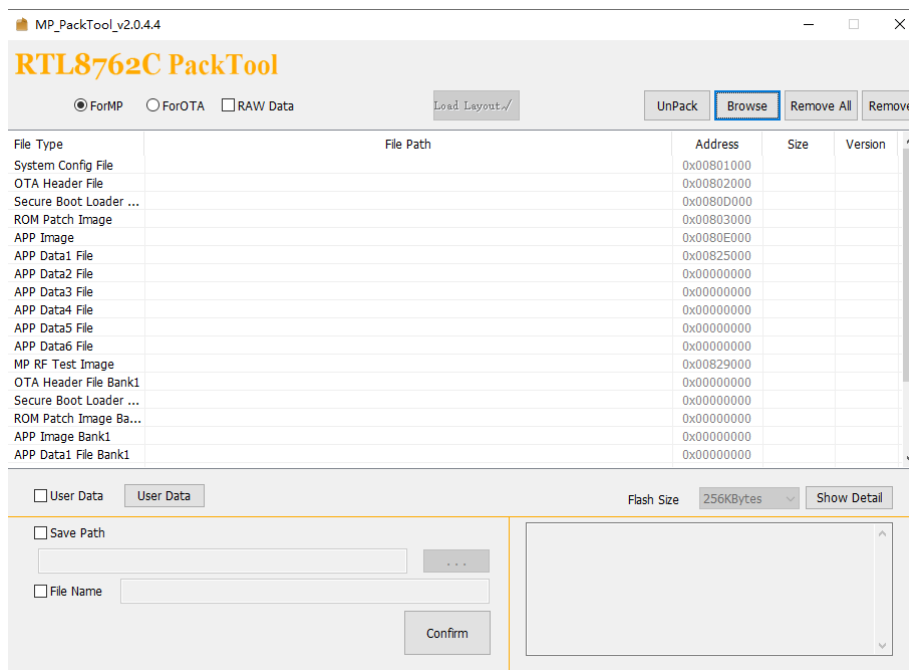 MP_PackTool_v2.0.4.4
RTL8762C PackTool
ForMP ForOTA RAW Data Load Layout√ UnPack Browse Remove All Remove
File Type File Path Address Size Version
System Config File 0x00801000
OTA Header File 0x00802000
Secure Boot Loader ... 0x0080D000
ROM Patch Image 0x00803000
APP Image 0x0080E000
APP Data1 File 0x00825000
APP Data2 File 0x00000000
APP Data3 File 0x00000000
APP Data4 File 0x00000000
APP Data5 File 0x00000000
APP Data6 File 0x00000000
MP RF Test Image 0x00829000
OTA Header File Bank1 0x00000000
Secure Boot Loader ... 0x00000000
ROM Patch Image Ba... 0x00000000
APP Image Bank1 0x00000000
APP Data1 File Bank1 0x00000000
User Data User Data Flash Size 256KBytes Show Detail
Save Path
...
File Name
Confirm